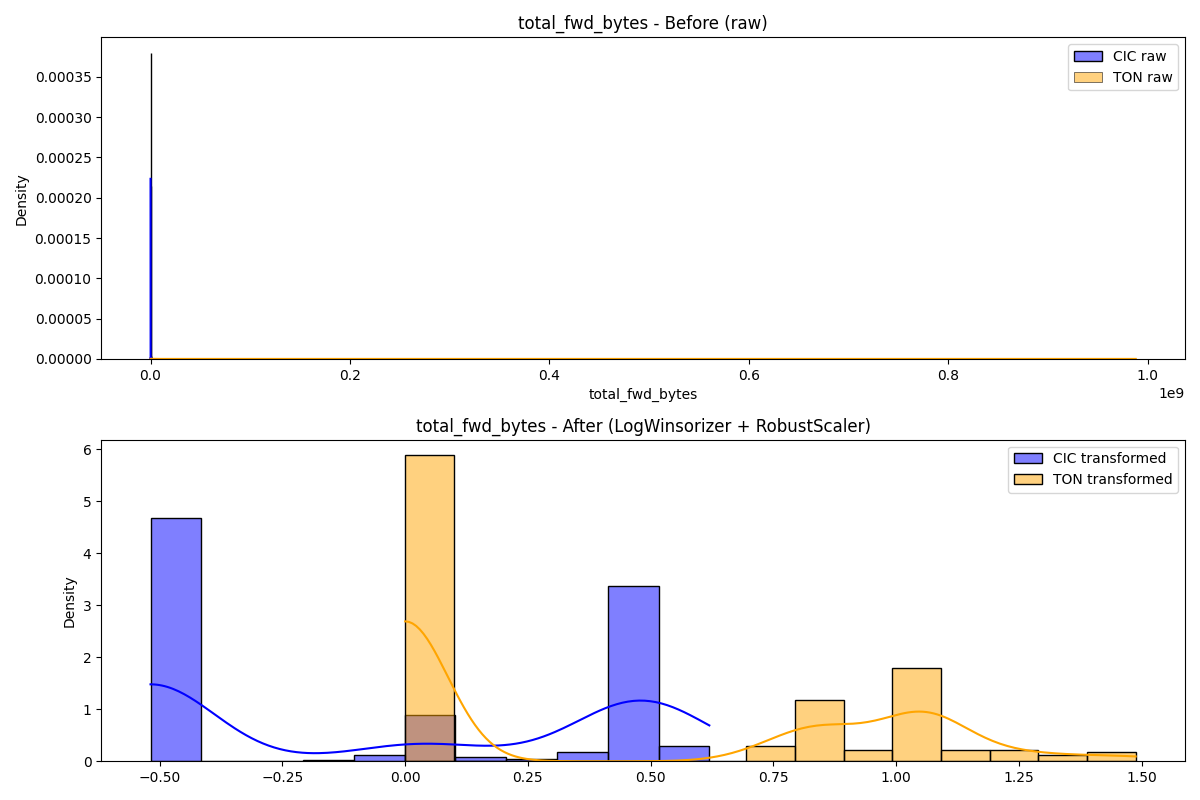 total_fwd_bytes - Before (raw)
CIC raw
TON raw
Density
0.00035
0.00030
0.00025
0.00020
0.00015
0.00010
0.00005
0.00000
0.0 0.2 0.4 0.6 0.8 1.0
1e9
total_fwd_bytes
total_fwd_bytes - After (LogWinsorizer + RobustScaler)
CIC transformed
TON transformed
Density
6
5
4
3
2
1
0
−0.50 −0.25 0.00 0.25 0.50 0.75 1.00 1.25 1.50